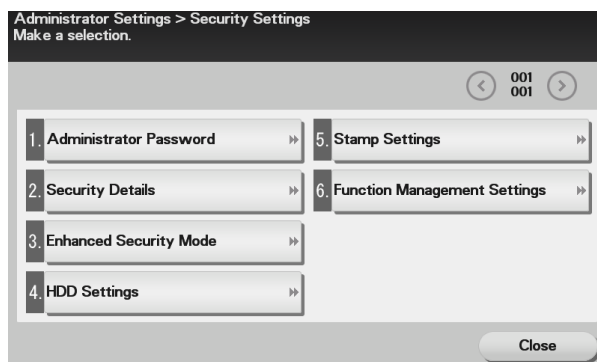 Administrator Settings > Security Settings
Make a selection.
001
001
1. Administrator Password
2. Security Details
3. Enhanced Security Mode
4. HDD Settings
5. Stamp Settings
6. Function Management Settings
Close